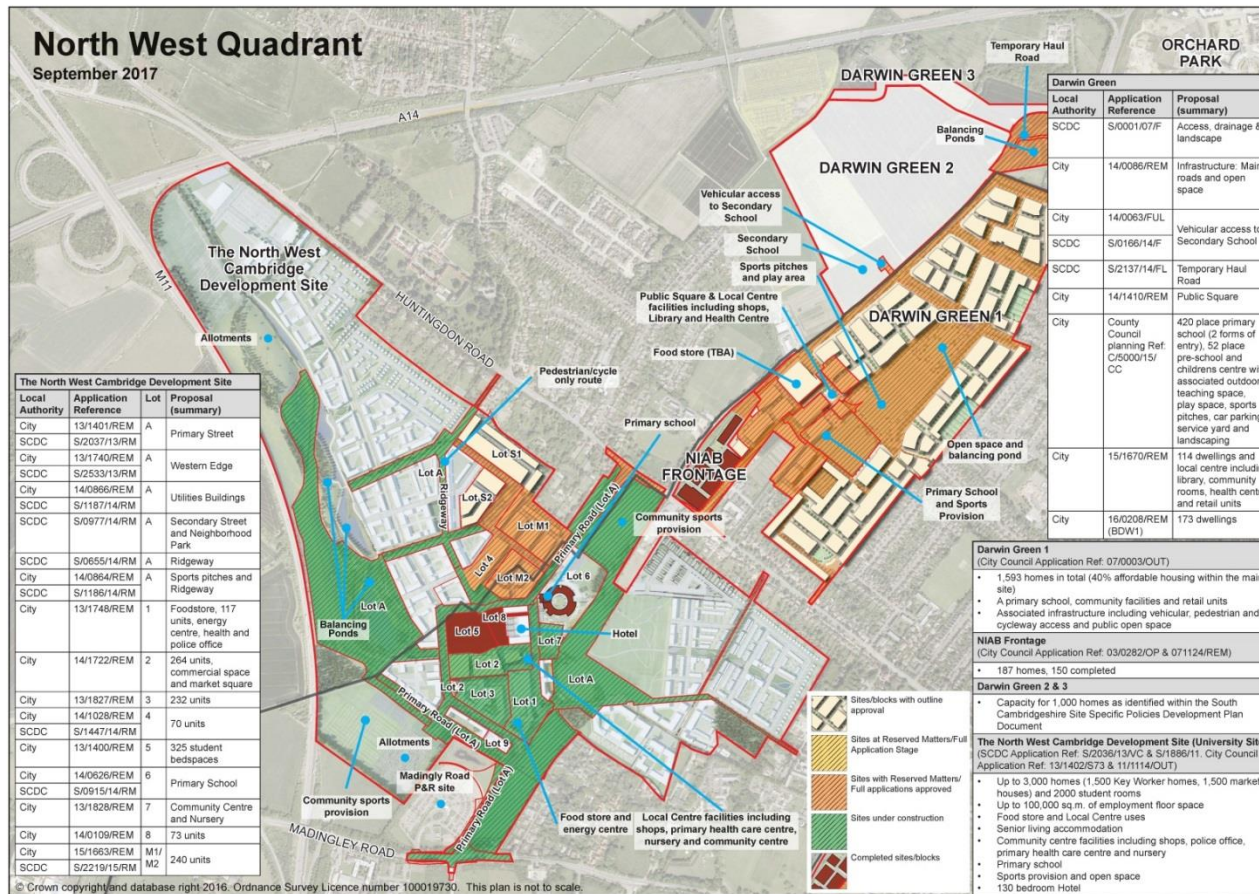 North West Quadrant
September 2017
A14
M11
HUNTINGDON ROAD
MADINGLEY ROAD
ORCHARD
PARK
Temporary Haul
Road
DARWIN GREEN 3
Balancing
Ponds
DARWIN GREEN 2
Vehicular access
to Secondary
School
Secondary
School
Sports pitches
and play area
Public Square & Local Centre
facilities including shops,
Library and Health Centre
DARWIN GREEN 1
Food store (TBA)
The North West
Cambridge
Development Site
Allotments
Pedestrian/cycle
only route
Primary school
NIAB
FRONTAGE
Open space and
balancing pond
Primary School
and Sports
Provision
Community sports
provision
Lot S1
Lot A
Ridgeway
Lot S2
Lot M1
Primary Road (Lot A)
Lot 4
Lot M2
Lot 6
Lot A
Balancing
Ponds
Lot 8
Lot 5
Hotel
Lot 7
Lot 2
Lot A
Lot 2
Lot 3
Lot 1
Primary Road (Lot A)
Lot 9
Allotments
Madingly Road
P&R site
Community sports
provision
Primary Road (Lot A)
Food store and
energy centre
Local Centre facilities including
shops, primary health care centre,
nursery and community centre
The North West Cambridge Development Site
Local Authority Application Reference Lot Proposal (summary)
City 13/1401/REM A Primary Street
SCDC S/2037/13/RM
City 13/1740/REM A Western Edge
SCDC S/2533/13/RM
City 14/0866/REM A Utilities Buildings
SCDC S/1187/14/RM
SCDC S/0977/14/RM A Secondary Street
and Neighborhood
Park
SCDC S/0655/14/RM A Ridgeway
City 14/0864/REM A Sports pitches and
SCDC S/1186/14/RM Ridgeway
City 13/1748/REM 1 Foodstore, 117
units, energy
centre, health and
police office
City 14/1722/REM 2 264 units,
commercial space
and market square
City 13/1827/REM 3 232 units
City 14/1028/REM 4 70 units
SCDC S/1447/14/RM
City 13/1400/REM 5 325 student
bedspaces
City 14/0626/REM 6 Primary School
SCDC S/0915/14/RM
City 13/1828/REM 7 Community Centre
and Nursery
City 14/0109/REM 8 73 units
City 15/1663/REM M1/ 240 units
SCDC S/2219/15/REM M2
Darwin Green
Local Authority Application Reference Proposal (summary)
SCDC S/0001/07/F Access, drainage &
landscape
City 14/0086/REM Infrastructure: Main
roads and open
space
City 14/0063/FUL Vehicular access to
SCDC S/0166/14/F Secondary School
SCDC S/2137/14/FL Temporary Haul
Road
City 14/1410/REM Public Square
City County 420 place primary
Council school (2 forms of
planning Ref: entry), 52 place
C/5000/15/ pre-school and
CC childrens centre wi
associated outdoor
teaching space,
play space, sports
pitches, car parking
service yard and
landscaping
City 15/1670/REM 114 dwellings and
local centre includi
library, community
rooms, health cent
and retail units
City 16/0208/REM 173 dwellings
(BDW1)
Darwin Green 1
(City Council Application Ref: 07/0003/OUT)
• 1,593 homes in total (40% affordable housing within the mai
site)
• A primary school, community facilities and retail units
• Associated infrastructure including vehicular, pedestrian and
cycleway access and public open space
NIAB Frontage
(City Council Application Ref: 03/0282/OP & 071124/REM)
• 187 homes, 150 completed
Darwin Green 2 & 3
• Capacity for 1,000 homes as identified within the South
Cambridgeshire Site Specific Policies Development Plan
Document
The North West Cambridge Development Site (University Sit
(SCDC Application Ref: S/2036/13/VC & S/1886/11. City Council
Application Ref: 13/1402/S73 & 11/1114/OUT)
• Up to 3,000 homes (1,500 Key Worker homes, 1,500 market
houses) and 2000 student rooms
• Up to 100,000 sq.m. of employment floor space
• Food store and Local Centre uses
• Senior living accommodation
• Community centre facilities including shops, police office,
primary health care centre and nursery
• Primary school
• Sports provision and open space
• 130 bedroom Hotel
Sites/blocks with outline
approval
Sites at Reserved Matters/Full
Application Stage
Sites with Reserved Matters/
Full applications approved
Sites under construction
Completed sites/blocks
© Crown copyright and database right 2016. Ordnance Survey Licence number 100019730. This plan is not to scale.